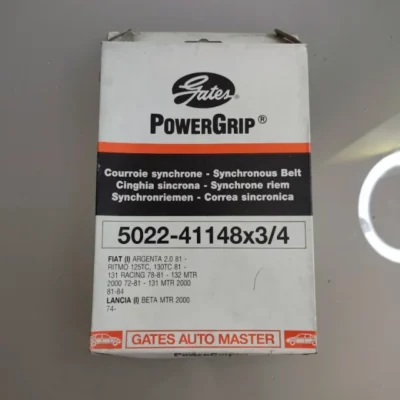 Gates
POWERGRIP®
Courroie synchrone - Synchronous Belt
Cinghia sincrona - Synchrone riem
Synchronriemen - Correa sincronica
5022-41148x3/4
FIAT (I) ARGENTA 2.0 81 -
RITMO 125TC, 130TC 81 -
131 RACING 78-81 - 132 MTR
2000 72-81 - 131 MTR 2000
81-84
LANCIA (I) BETA MTR 2000
74-
GATES AUTO MASTER
POWERGRIP